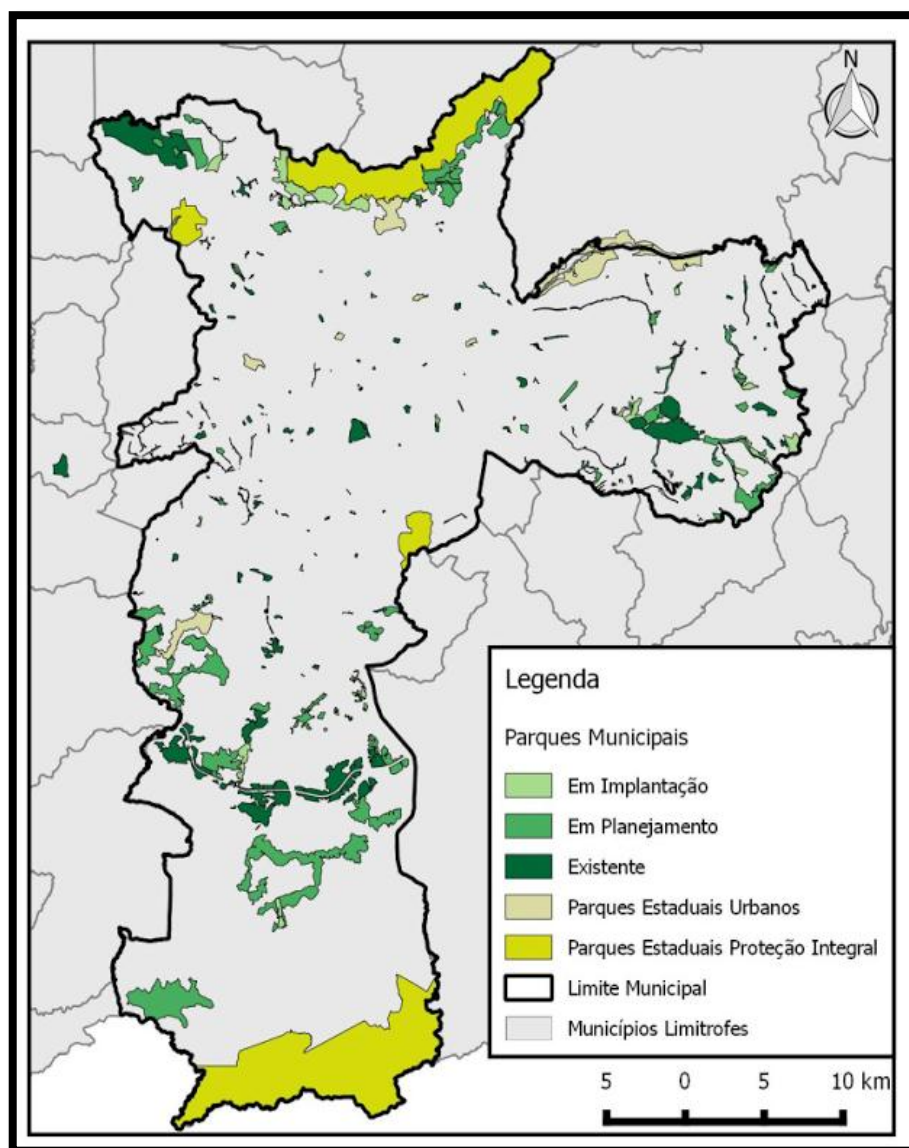 N
Legenda
Parques Municipais
Em Implantação
Em Planejamento
Existente
Parques Estaduais Urbanos
Parques Estaduais Proteção Integral
Limite Municipal
Municípios Limitrofes
5 0 5 10 km